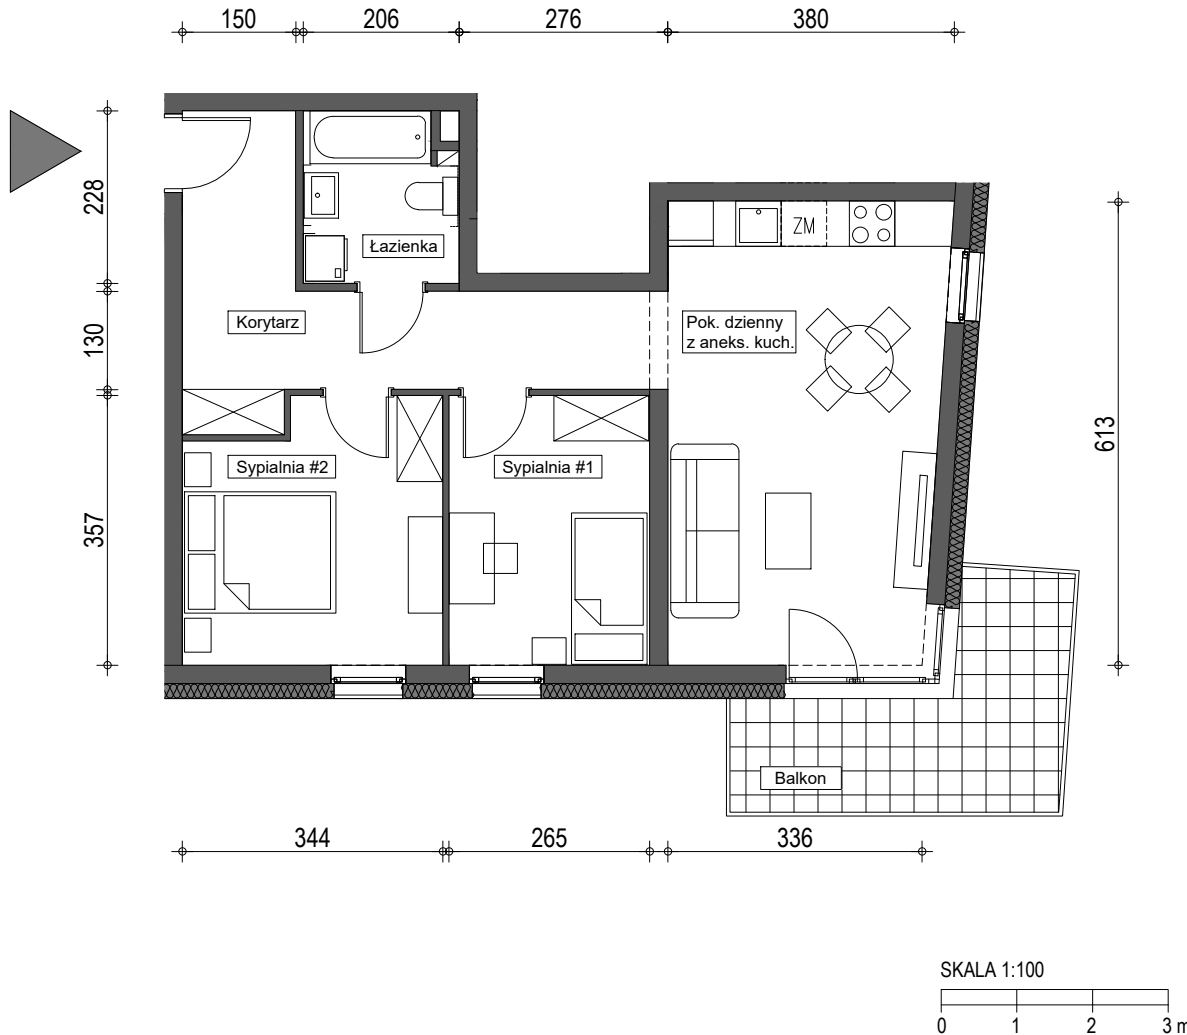 150 206 276 380
228
130
357
613
Łazienka
ZM
Korytarz
Pok. dzienny
z aneks. kuch.
Sypialnia #2
Sypialnia #1
Balkon
344 265 336
SKALA 1:100
0 1 2 3 m